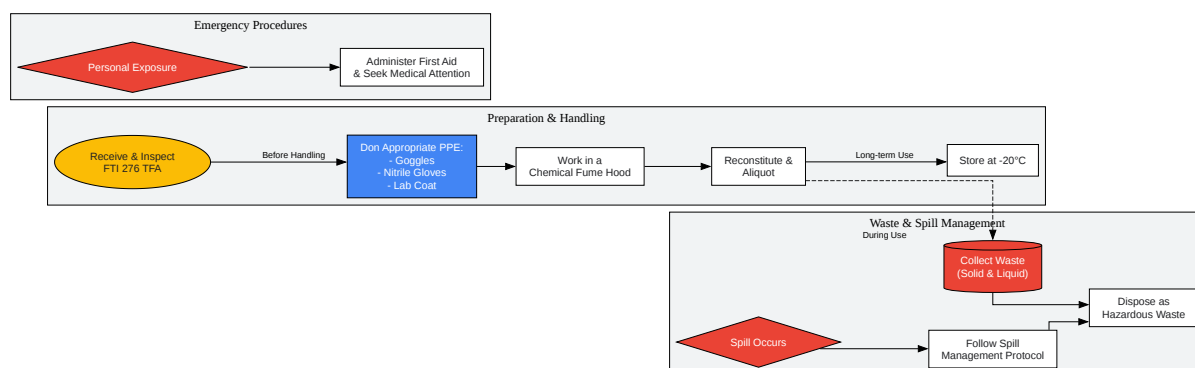 Emergency Procedures
Personal Exposure
Administer First Aid
& Seek Medical Attention
Preparation & Handling
Receive & Inspect
FTI 276 TFA
Before Handling
Don Appropriate PPE:
- Goggles
- Nitrile Gloves
- Lab Coat
Work in a
Chemical Fume Hood
Reconstitute &
Aliquot
Long-term Use
Store at -20°C
Waste & Spill Management
During Use
Collect Waste
(Solid & Liquid)
Dispose as
Hazardous Waste
Spill Occurs
Follow Spill
Management Protocol